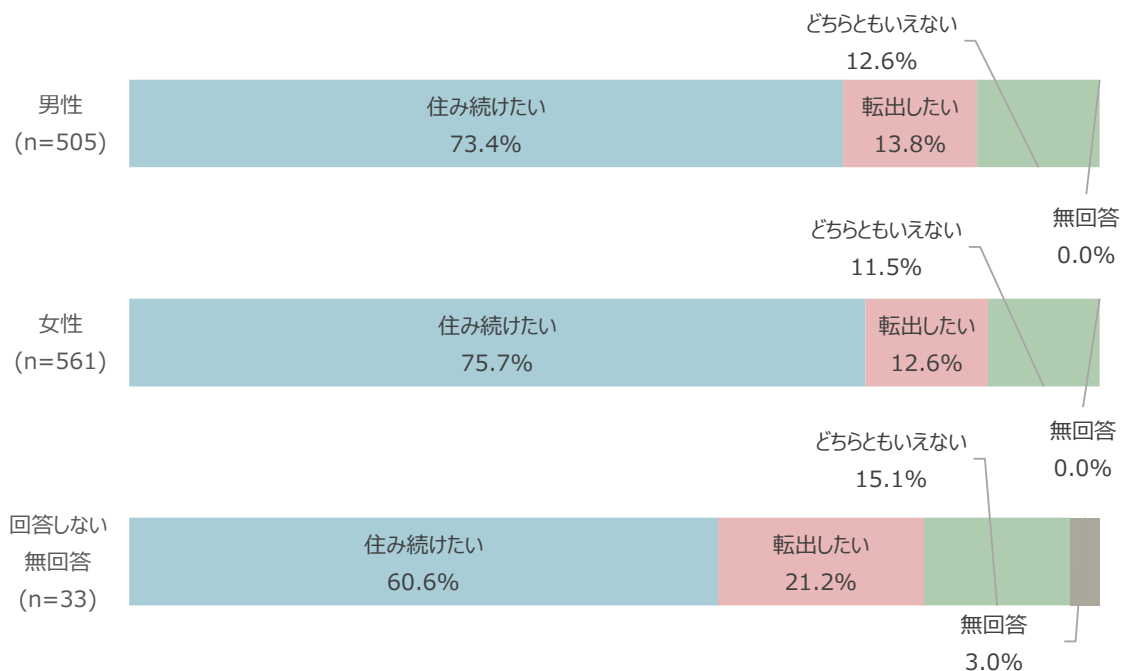 どちらともいえない
12.6%
男性
(n=505)
住み続けたい
73.4%
転出したい
13.8%
無回答
0.0%
どちらともいえない
11.5%
女性
(n=561)
住み続けたい
75.7%
転出したい
12.6%
無回答
0.0%
どちらともいえない
15.1%
回答しない
無回答
(n=33)
住み続けたい
60.6%
転出したい
21.2%
無回答
3.0%